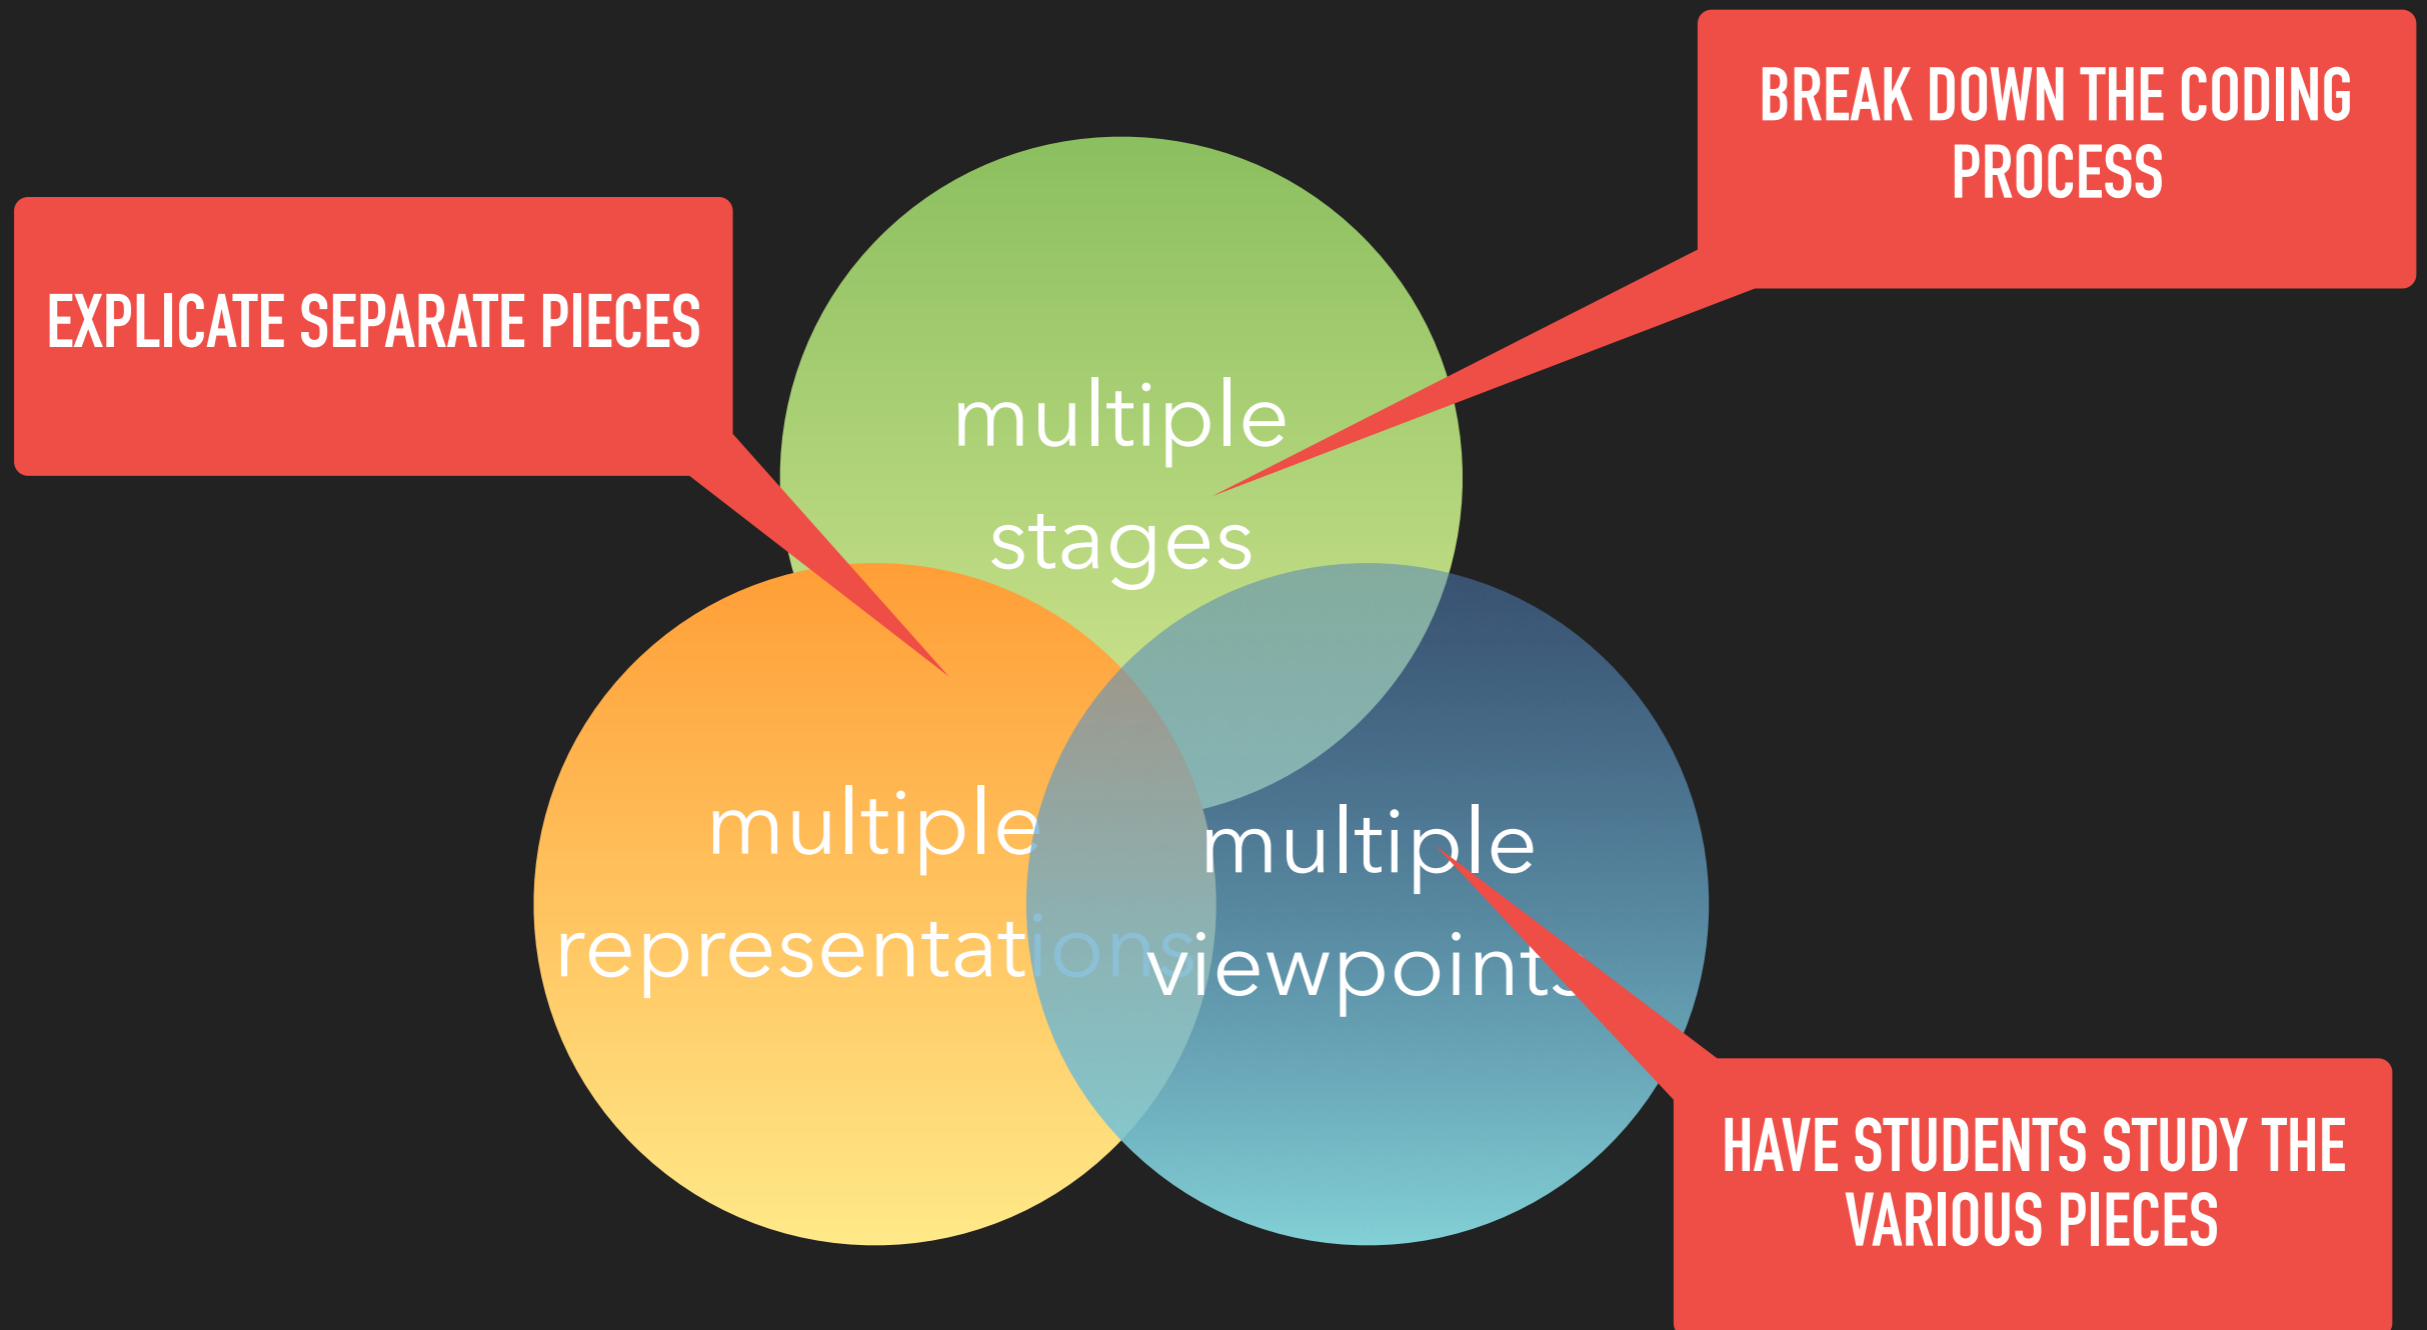 BREAK DOWN THE CODING
PROCESS
EXPLICATE SEPARATE PIECES
multiple
stages
multiple
representations
multiple
viewpoints
HAVE STUDENTS STUDY THE
VARIOUS PIECES